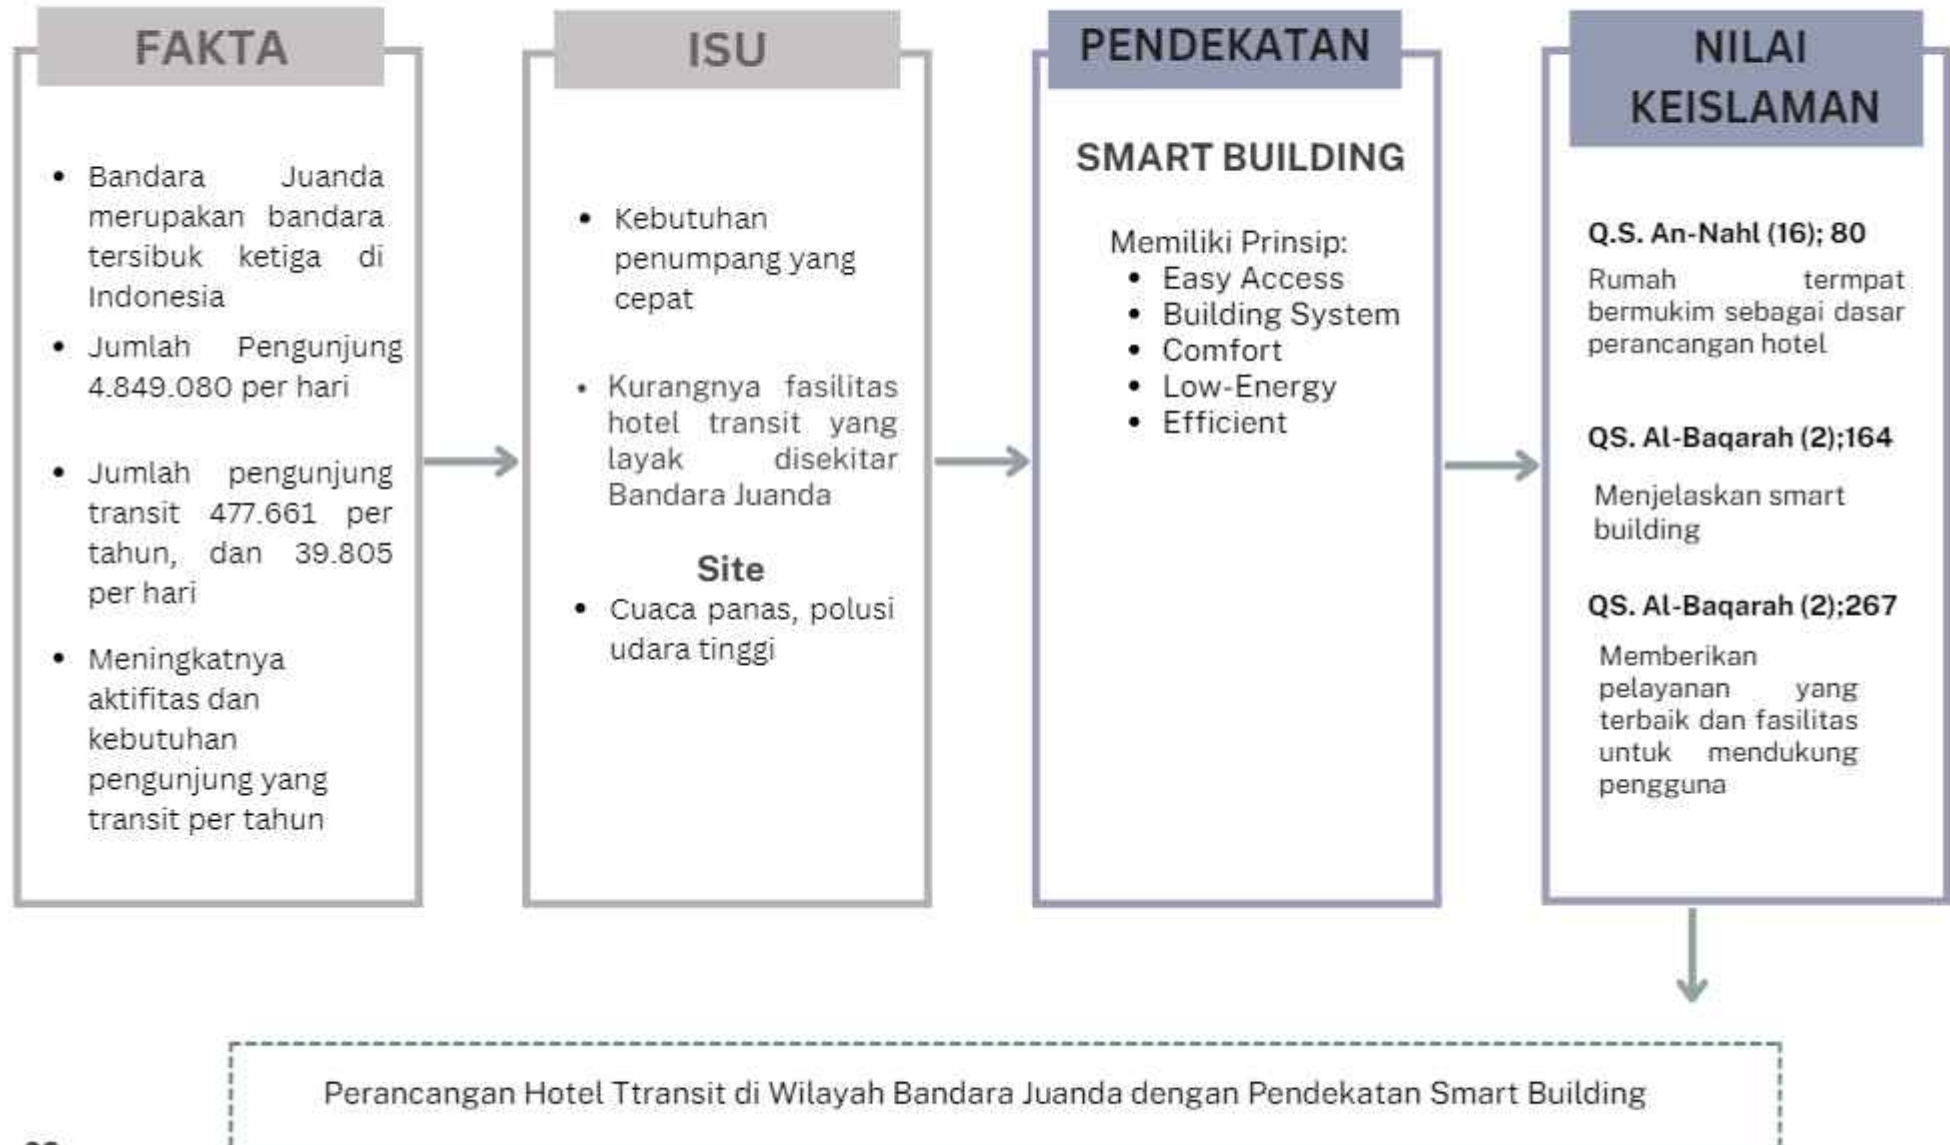 FAKTA
Bandara Juanda
merupakan bandara
tersibuk ketiga di
Indonesia
Jumlah Pengunjung
4.849.080 per hari
Jumlah pengunjung
transit 477.661 per
tahun, dan 39.805
per hari
Meningkatnya
aktifitas dan
kebutuhan
pengunjung yang
transit per tahun
ISU
Kebutuhan
penumpang yang
cepat
Kurangnya fasilitas
hotel transit yang
layak disekitar
Bandara Juanda
Site
Cuaca panas, polusi
udara tinggi
PENDEKATAN
SMART BUILDING
Memiliki Prinsip:
Easy Access
Building System
Comfort
Low-Energy
Efficient
NILAI
KEISLAMAN
Q.S. An-Nahl (16); 80
Rumah termpat
bermukim sebagai dasar
perancangan hotel
QS. Al-Baqarah (2);164
Menjelaskan smart
building
QS. Al-Baqarah (2);267
Memberikan
pelayanan yang
terbaik dan fasilitas
untuk mendukung
pengguna
Perancangan Hotel Ttransit di Wilayah Bandara Juanda dengan Pendekatan Smart Building